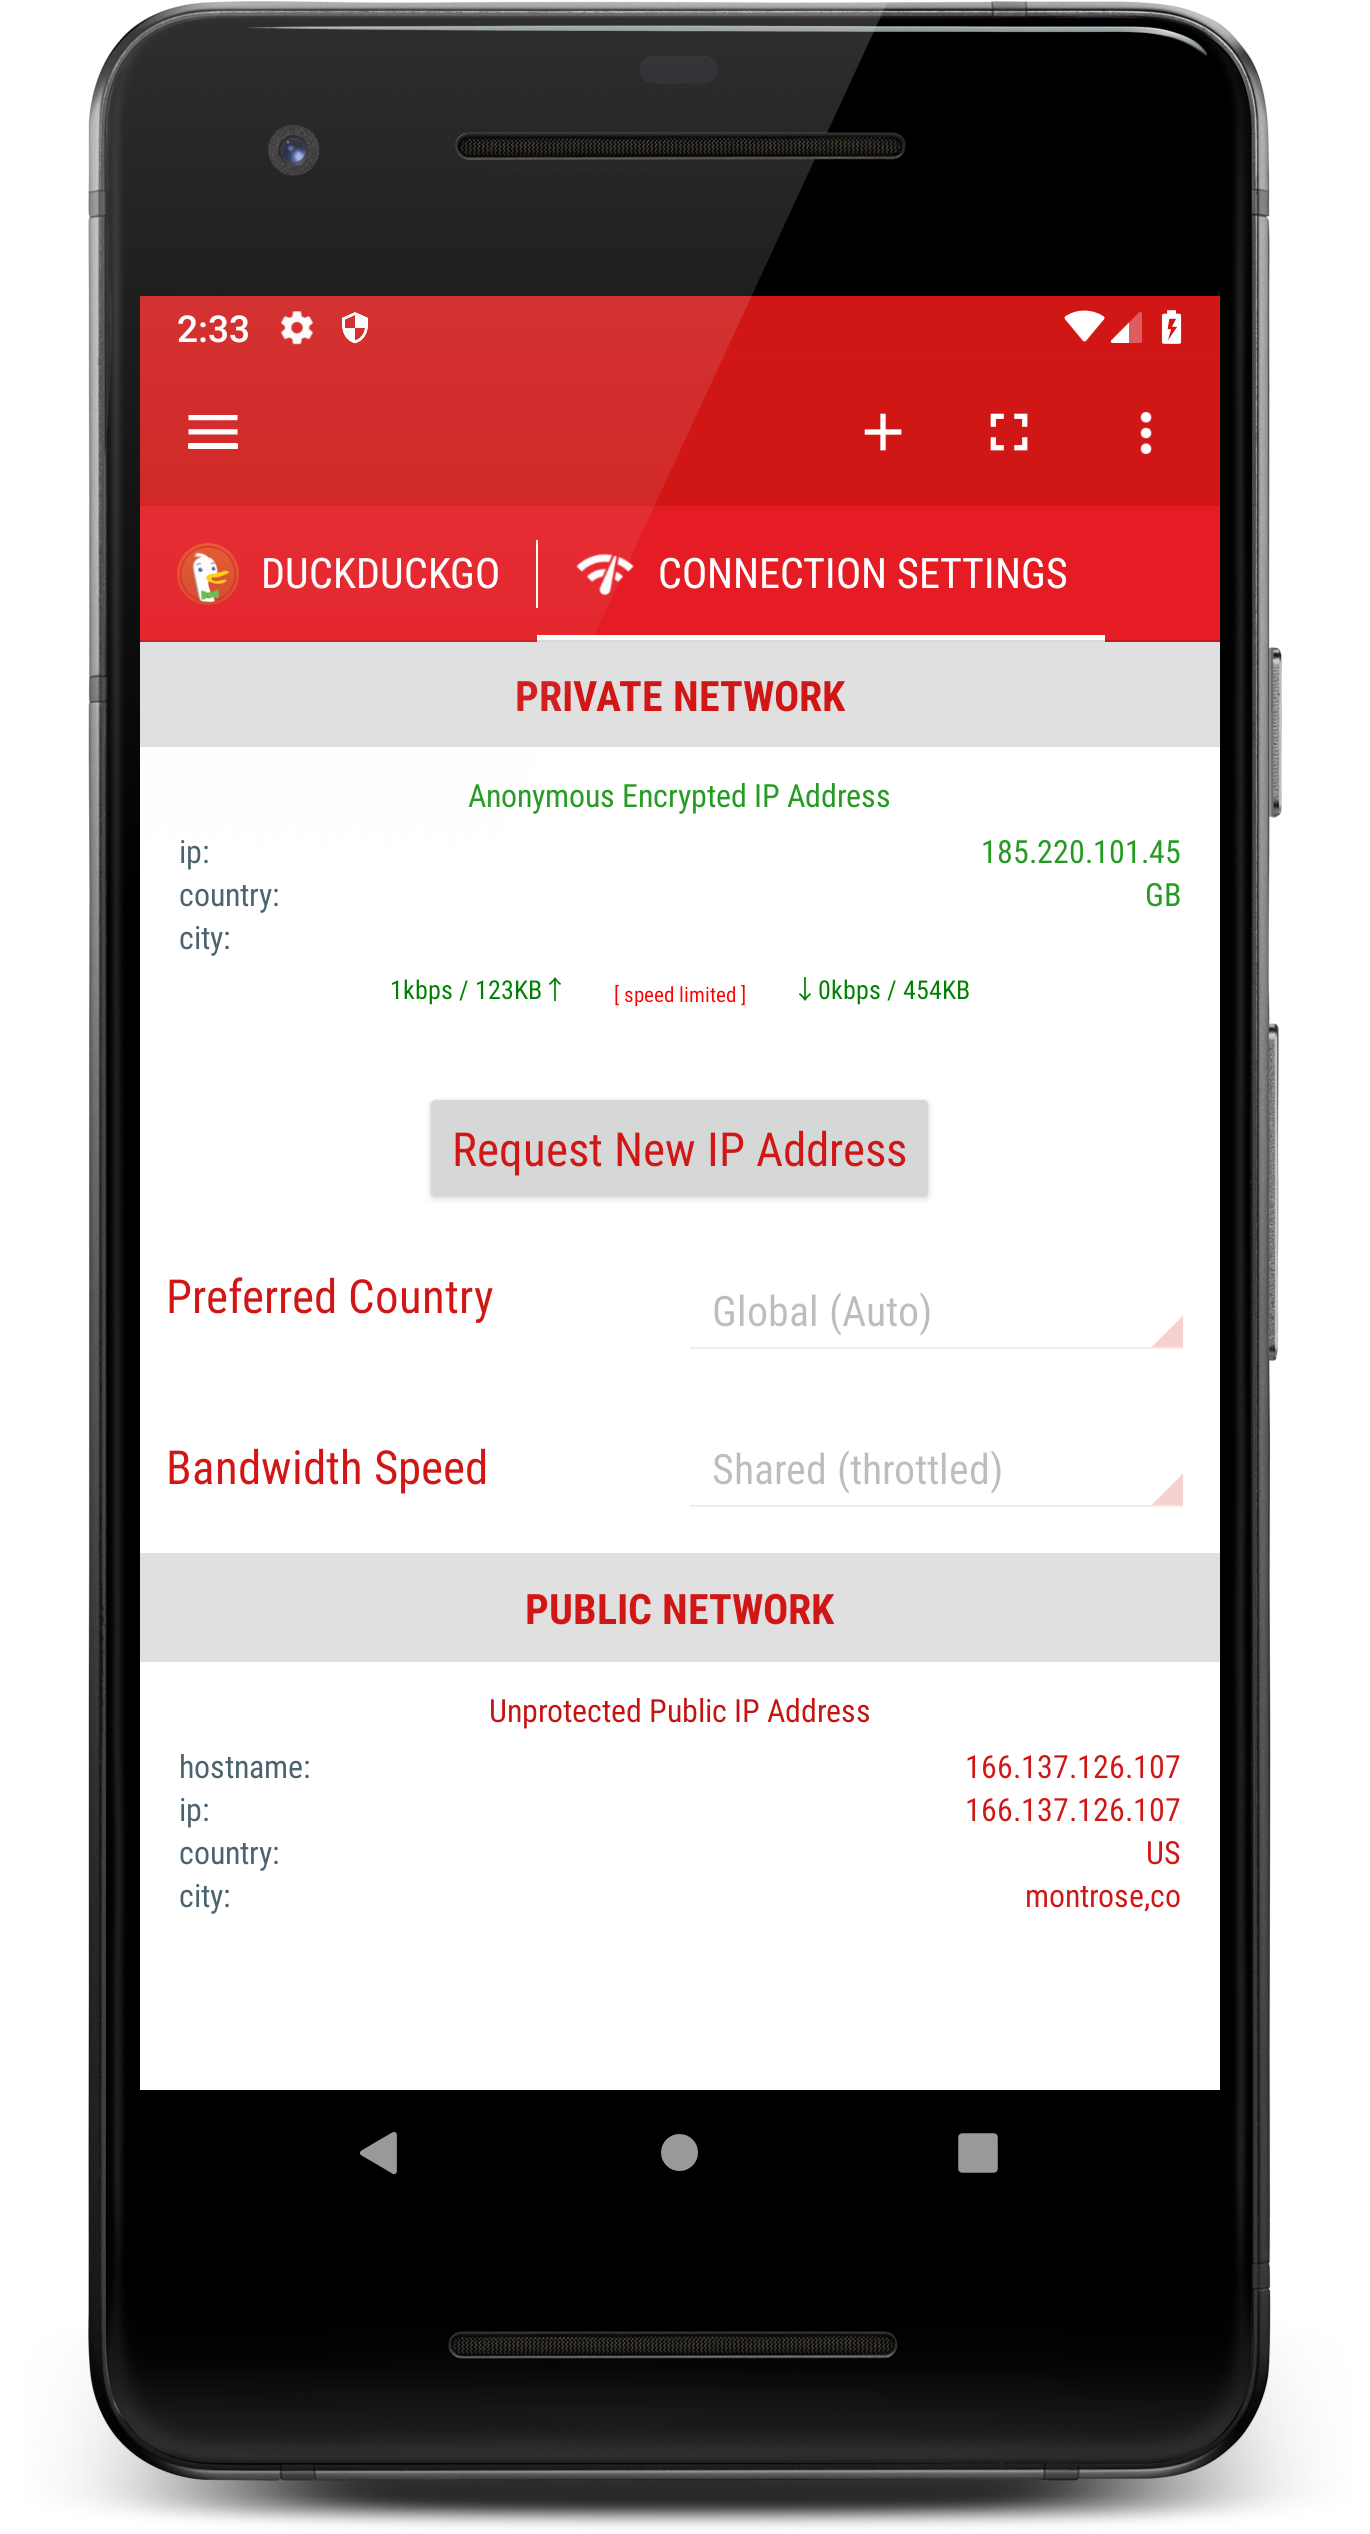 2:33
DUCKDUCKGO
CONNECTION SETTINGS
PRIVATE NETWORK
Anonymous Encrypted IP Address
ip: 185.220.101.45
country: GB
city:
1kbps / 123KB ↑ [ speed limited ] ↓ 0kbps / 454KB
Request New IP Address
Preferred Country Global (Auto)
Bandwidth Speed Shared (throttled)
PUBLIC NETWORK
Unprotected Public IP Address
hostname: 166.137.126.107
ip: 166.137.126.107
country: US
city: montrose,co